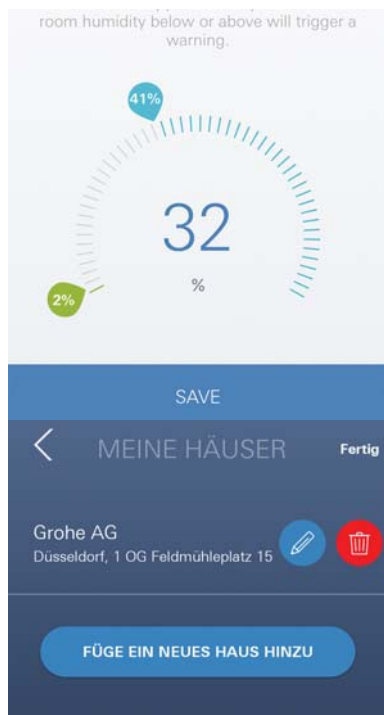 room humidity below or above will trigger a
warning.
41%
32
%
2%
SAVE
MEINE HÄUSER
Fertig
Grohe AG
Düsseldorf, 1 OG Feldmühleplatz 15
FÜGE EIN NEUES HAUS HINZU